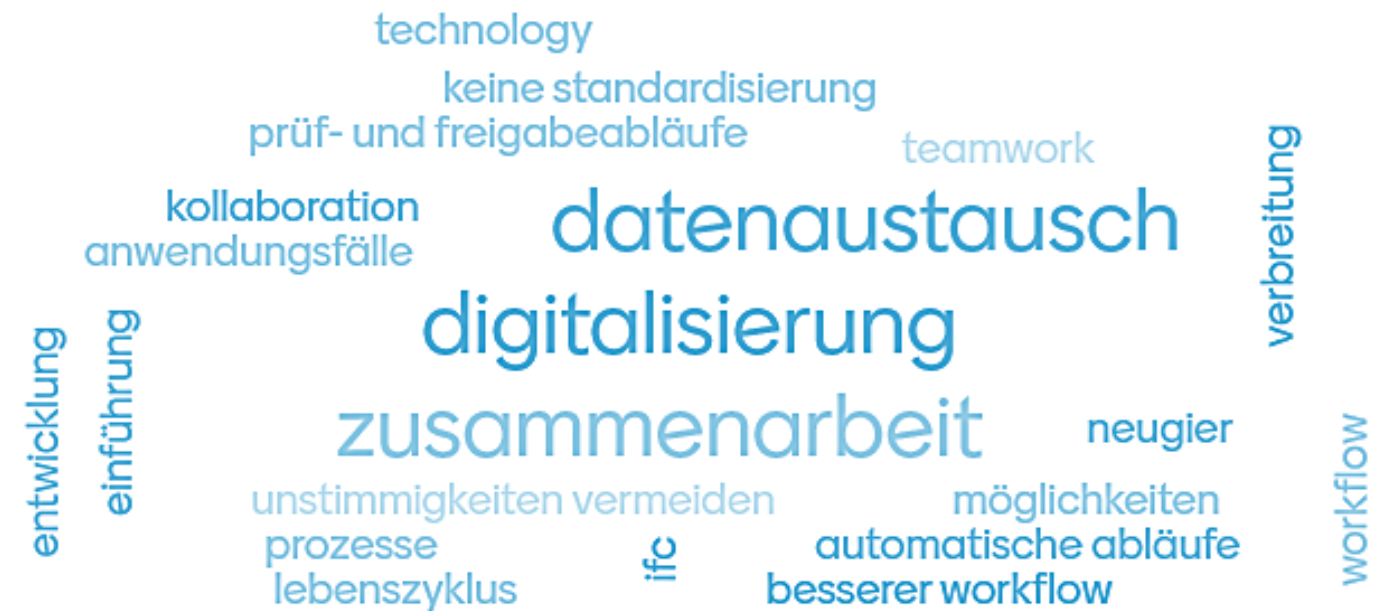 technology
keine standardisierung
prüf- und freigabeabläufe
teamwork
verbreitung
kollaboration
datenaustausch
anwendungsfälle
digitalisierung
entwicklung
einführung
zusammenarbeit
neugier
workflow
unstimmigkeiten vermeiden
möglichkeiten
prozesse
ifc
automatische abläufe
lebenszyklus
besserer workflow